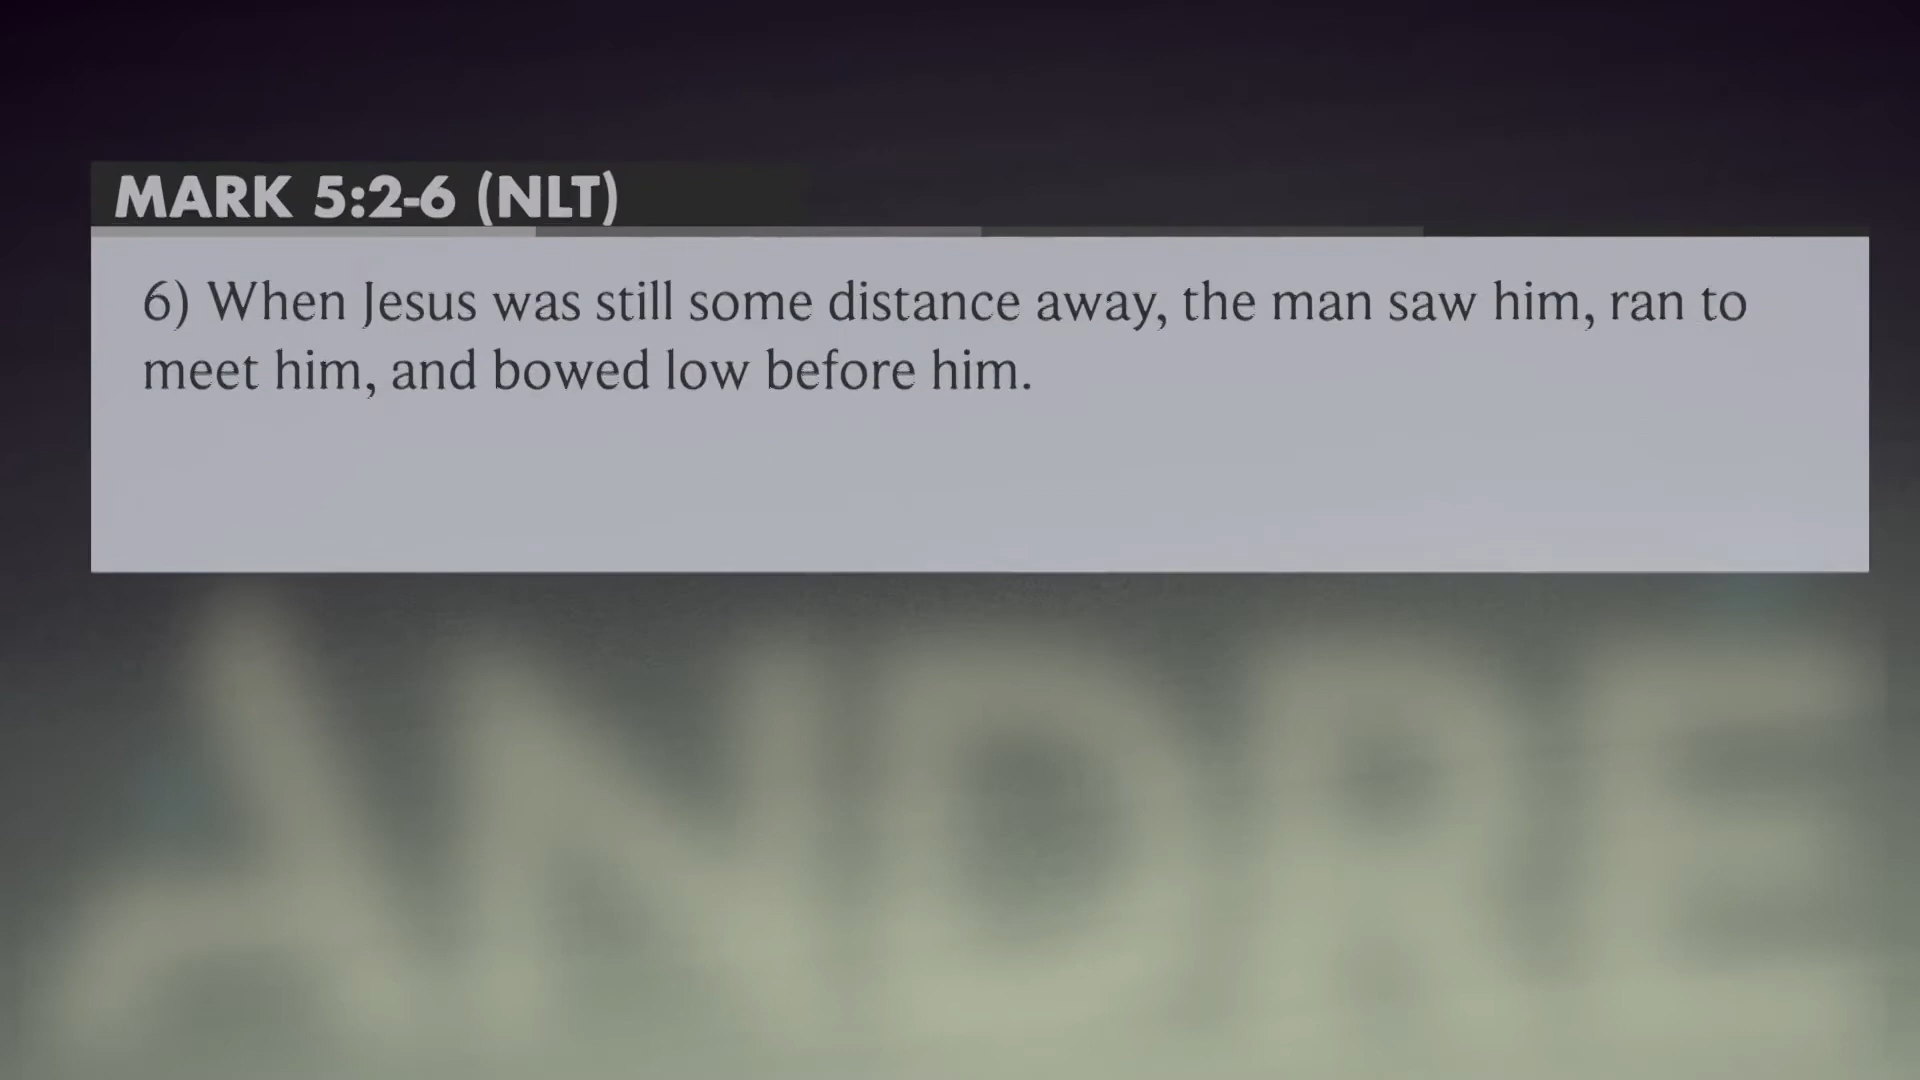 MARK 5:2-6 (NLT)
6) When Jesus was still some distance away, the man saw him, ran to
meet him, and bowed low before him.
ANDRE